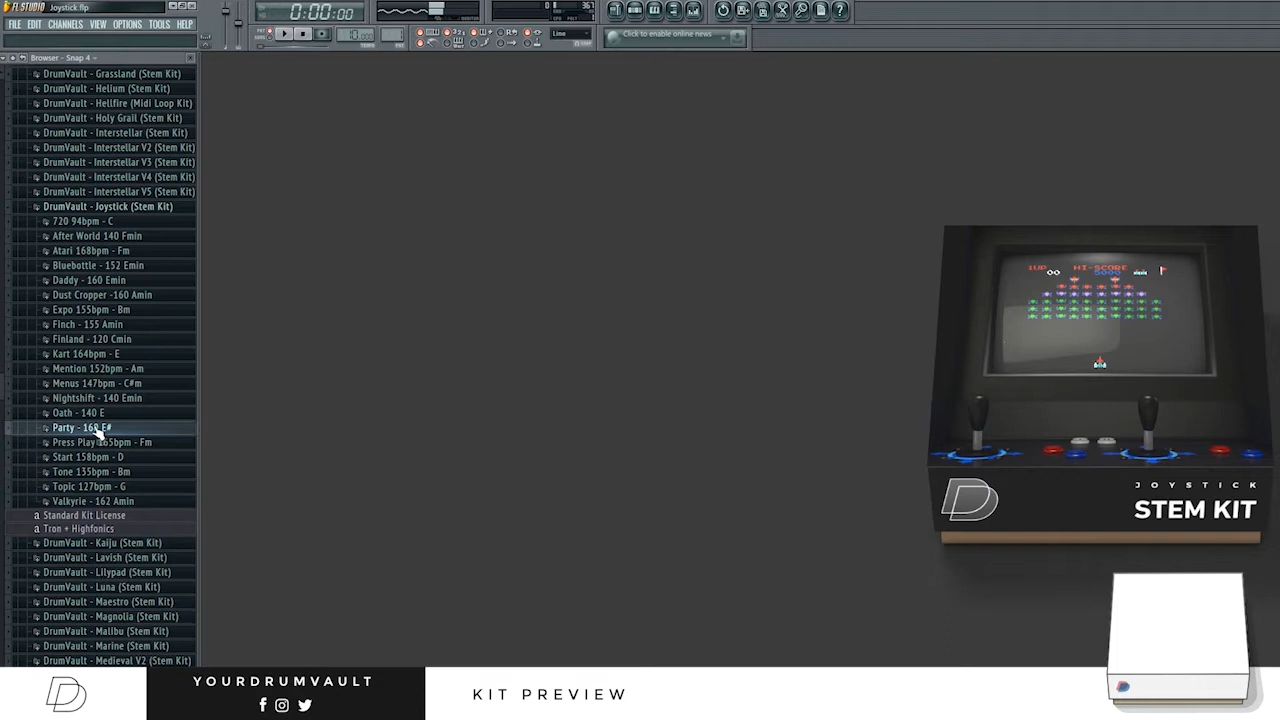 FL STUDIO Joystick.flp
FILE EDIT CHANNELS VIEW OPTIONS TOOLS HELP
0:00:00
Line
Click to enable online news
Browser - Snap 4
DrumVault - Grassland (Stem Kit)
DrumVault - Helium (Stem Kit)
DrumVault - Hellfire (Midi Loop Kit)
DrumVault - Holy Grail (Stem Kit)
DrumVault - Interstellar (Stem Kit)
DrumVault - Interstellar V2 (Stem Kit)
DrumVault - Interstellar V3 (Stem Kit)
DrumVault - Interstellar V4 (Stem Kit)
DrumVault - Interstellar V5 (Stem Kit)
DrumVault - Joystick (Stem Kit)
720 94bpm - C
After World 140 Fmin
Atari 168bpm - Fm
Bluebottle - 152 Emin
Daddy - 160 Emin
Dust Cropper -160 Amin
Expo 155bpm - Bm
Finch - 155 Amin
Finland - 120 Cmin
Kart 164bpm - E
Mention 152bpm - Am
Menus 147bpm - C#m
Nightshift - 140 Emin
Oath - 140 E
Party -
Press Play bpm - Fm
Start 158bpm - D
Tone 135bpm - Bm
Topic 127bpm - G
Valkyrie - 162 Amin
Standard Kit License
Tron + Highfonics
DrumVault - Kaiju (Stem Kit)
DrumVault - Lavish (Stem Kit)
DrumVault - Lilypad (Stem Kit)
DrumVault - Luna (Stem Kit)
DrumVault - Maestro (Stem Kit)
DrumVault - Magnolia (Stem Kit)
DrumVault - Malibu (Stem Kit)
DrumVault - Marine (Stem Kit)
DrumVault - Medieval V2 (Stem Kit)
1UP HI-SCORE
00 5000
JOYSTICK
STEM KIT
YOURDRUMVAULT
KIT PREVIEW